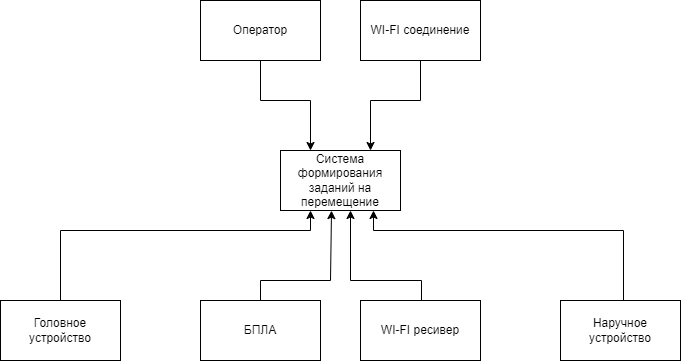 Оператор
WI-FI соединение
Система
формирования
заданий на
перемещение
Головное
устройство
БПЛА
WI-FI ресивер
Наручное
устройство